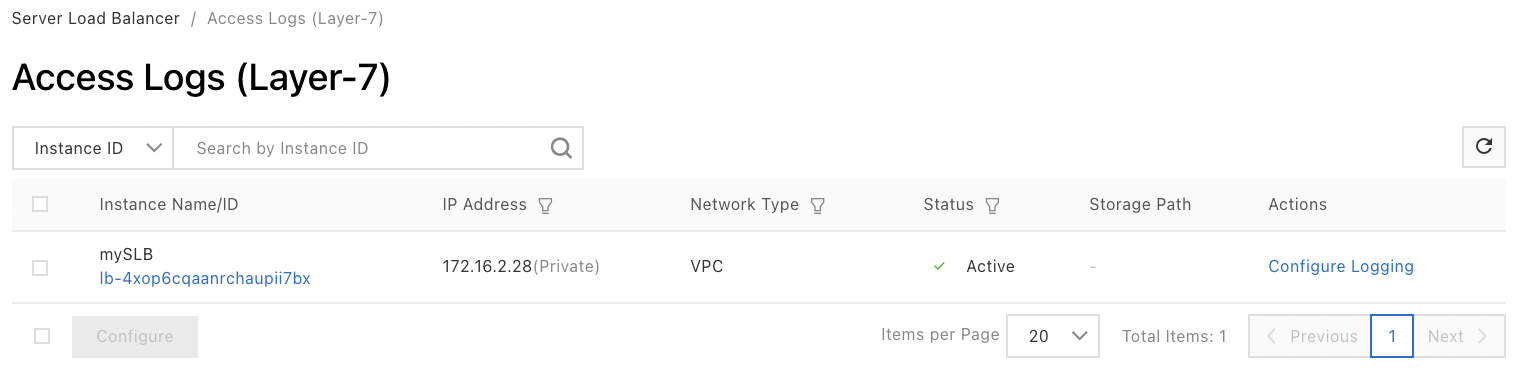 Server Load Balancer / Access Logs (Layer-7)
Access Logs (Layer-7)
Instance ID Search by Instance ID
Instance Name/ID IP Address Network Type Status Storage Path Actions
mySLB
lb-4xop6cqaanrchaupii7bx 172.16.2.28(Private) VPC Active - Configure Logging
Configure Items per Page 20 Total Items: 1 Previous 1 Next